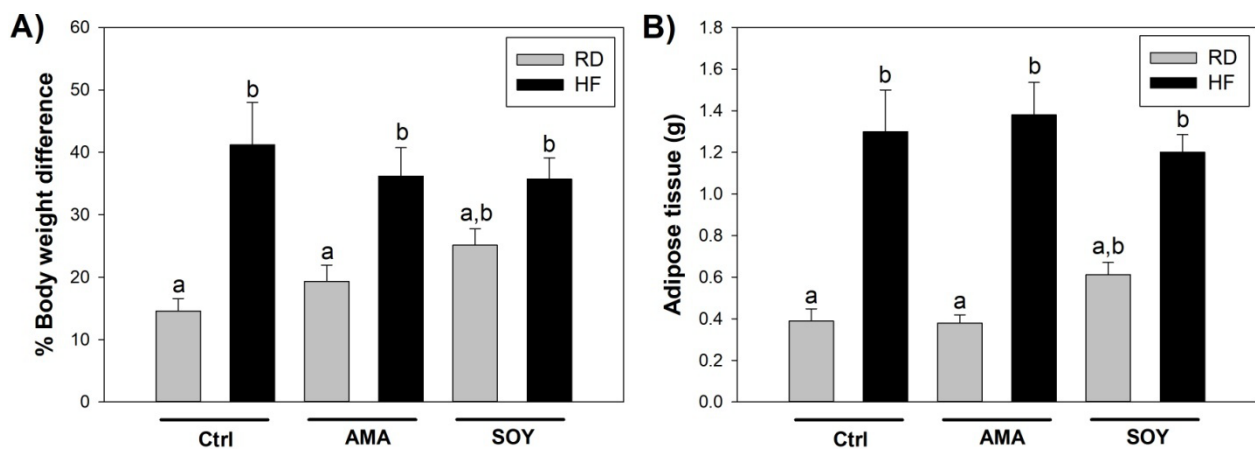 A)
% Body weight difference
60
50
40
30
20
10
0
RD
HF
a
b
a
b
a,b
b
Ctrl
AMA
SOY
B)
Adipose tissue (g)
1.8
1.6
1.4
1.2
1.0
0.8
0.6
0.4
0.2
0.0
RD
HF
a
b
a
b
a,b
b
Ctrl
AMA
SOY